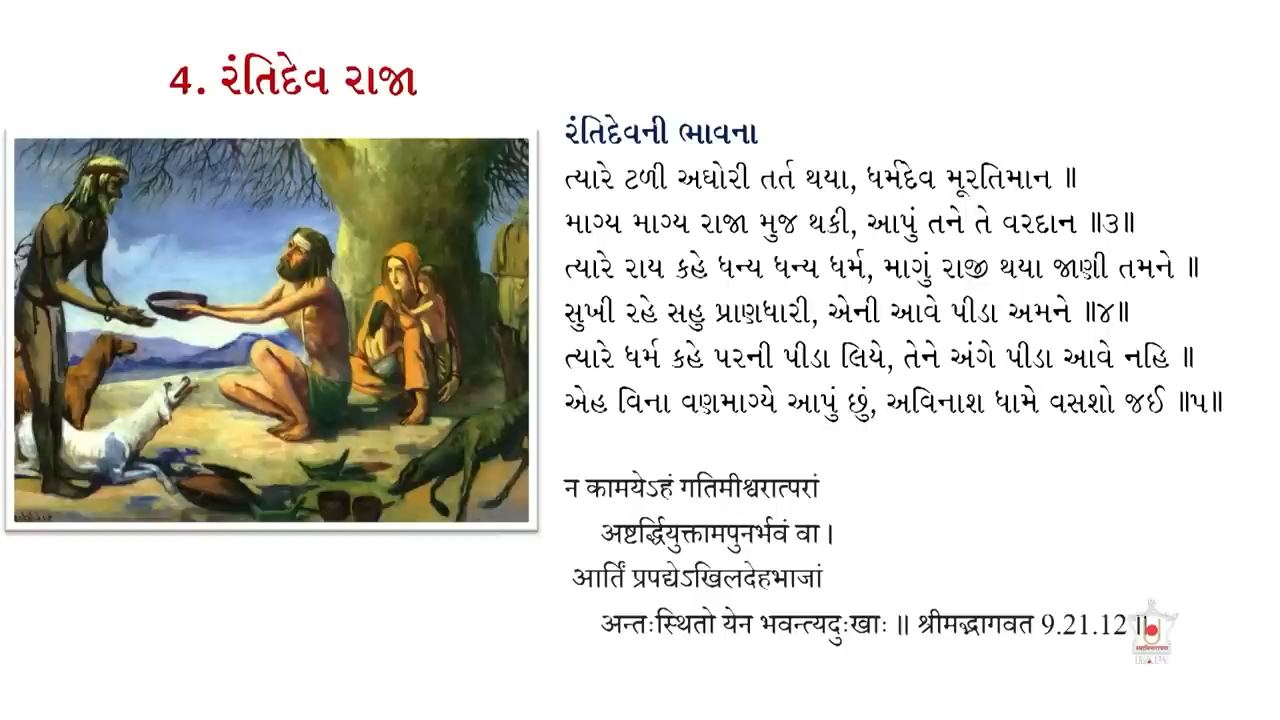 4. રંતિદેવ રાજા
રંતિદેવની ભાવના
ત્યારે ટળી અઘોરી તર્ત થયા, ધર્મદેવ મૂરતિમાન ॥
માગ્ય માગ્ય રાજા મુજ થકી, આપું તને તે વરદાન ॥૩॥
ત્યારે રાય કહે ધન્ય ધન્ય ધર્મ, માગું રાજી થયા જાણી તમને ॥
સુખી રહે સહુ પ્રાણધારી, એની આવે પીડા અમને ॥૪॥
ત્યારે ધર્મ કહે પરની પીડા લિયે, તેને અંગે પીડા આવે નહિ ॥
એહ વિના વણમાગ્યે આપું છું, અવિનાશ ધામે વસશો જઈ ॥૫॥
न कामयेऽहं गतिमीश्वरात्परां
अष्टर्द्धियुक्तामपुनर्भवं वा ।
आर्तिं प्रपद्येऽखिलदेहभाजां
अन्तःस्थितो येन भवन्त्यदुःखाः ॥ श्रीमद्भागवत 9.21.12 ॥